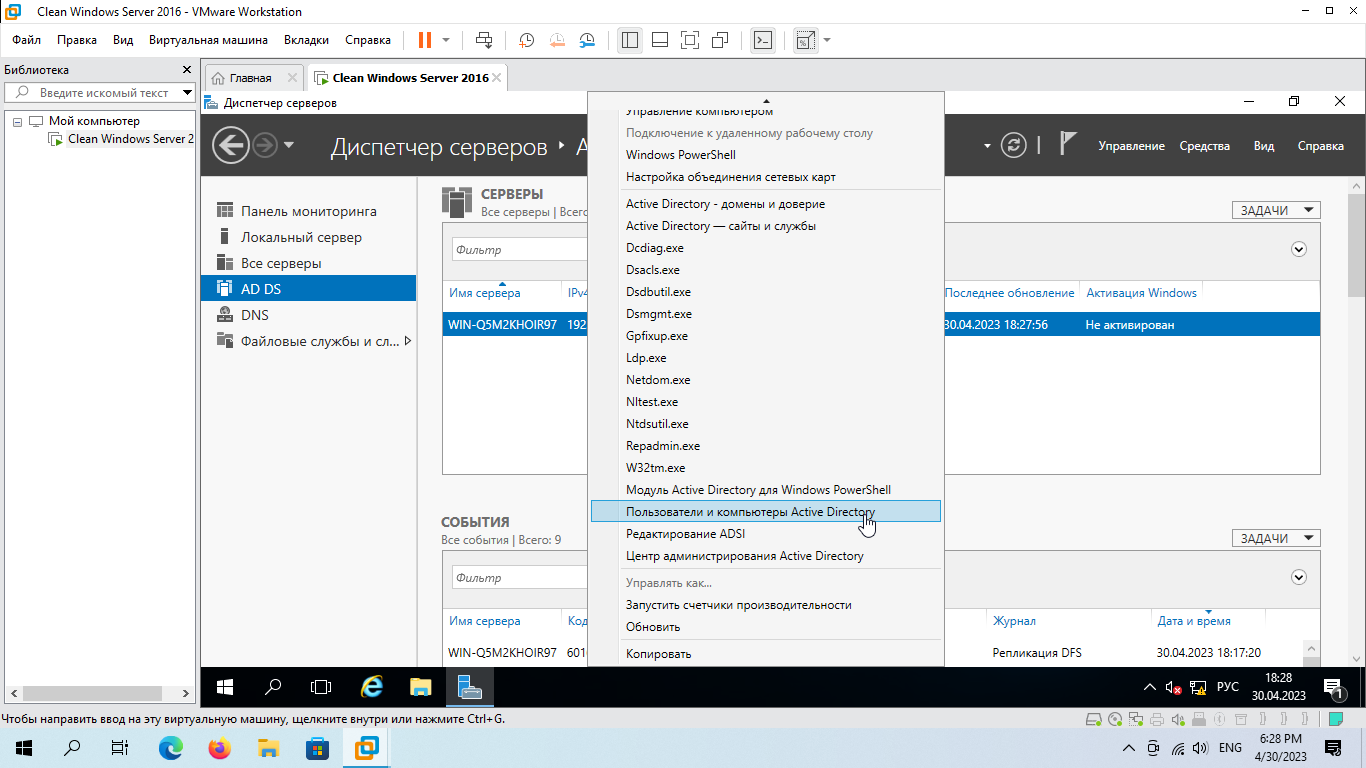 Clean Windows Server 2016 - VMware Workstation
Файл Правка Вид Виртуальная машина Вкладки Справка
Библиотека
Введите искомый текст
Мой компьютер
Clean Windows Server 2
Главная
Clean Windows Server 2016
Диспетчер серверов
Диспетчер серверов
Управление Средства Вид Справка
Панель мониторинга
Локальный сервер
Все серверы
AD DS
DNS
Файловые службы и сл...
СЕРВЕРЫ
Все серверы |
ЗАДАЧИ
Фильтр
Имя сервера IPv4 Последнее обновление Активация Windows
WIN-Q5M2KHOIR97 192 30.04.2023 18:27:56 Не активирован
СОБЫТИЯ
Все события | Всего: 9
ЗАДАЧИ
Фильтр
Имя сервера Код Журнал Дата и время
WIN-Q5M2KHOIR97 Репликация DFS 30.04.2023 18:17:20
Управление компьютером
Подключение к удаленному рабочему столу
Windows PowerShell
Настройка объединения сетевых карт
Active Directory - домены и доверие
Active Directory — сайты и службы
Dcdiag.exe
Dsacls.exe
Dsdbutil.exe
Dsmgmt.exe
Gpfixup.exe
Ldp.exe
Netdom.exe
Nltest.exe
Ntdsutil.exe
Repadmin.exe
W32tm.exe
Модуль Active Directory для Windows PowerShell
Пользователи и компьютеры Active Directory
Редактирование ADSI
Центр администрирования Active Directory
Управлять как...
Запустить счетчики производительности
Обновить
Копировать
РУС
18:28
30.04.2023
1
Чтобы направить ввод на эту виртуальную машину, щелкните внутри или нажмите Ctrl+G.
ENG
6:28 PM
4/30/2023